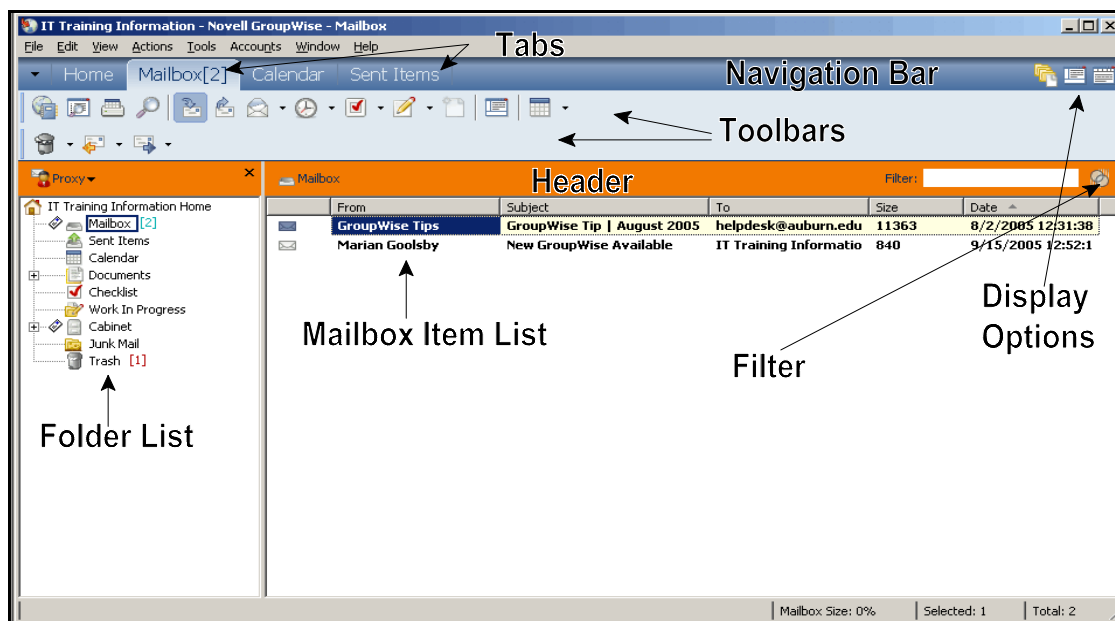 IT Training Information - Novell GroupWise - Mailbox
File Edit View Actions Tools Accounts Window Help
Tabs
Home Mailbox[2] Calendar Sent Items
Navigation Bar
Toolbars
Proxy
Mailbox
Header
Filter:
IT Training Information Home
Mailbox [2]
Sent Items
Calendar
Documents
Checklist
Work In Progress
Cabinet
Junk Mail
Trash [1]
From Subject To Size Date
GroupWise Tips GroupWise Tip | August 2005 helpdesk@auburn.edu 11363 8/2/2005 12:31:38
Marian Goolsby New GroupWise Available IT Training Informatio 840 9/15/2005 12:52:1
Mailbox Item List
Display
Options
Filter
Folder List
Mailbox Size: 0% Selected: 1 Total: 2